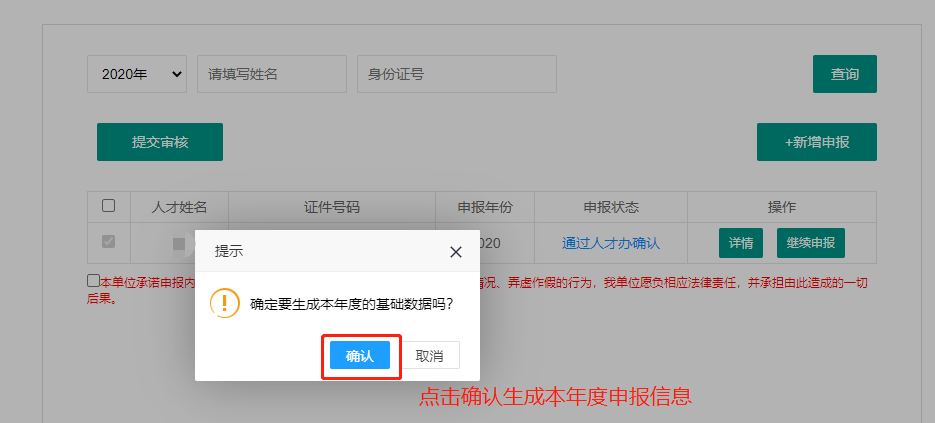 2020年 请填写姓名 身份证号 查询
提交审核 +新增申报
人才姓名 证件号码 申报年份 申报状态 操作
020 通过人才办确认 详情 继续申报
提示
本单位承诺申报内 情况、弄虚作假的行为，我单位愿负相应法律责任，并承担由此造成的一切
后果。
确定要生成本年度的基础数据吗?
确认 取消
点击确认生成本年度申报信息